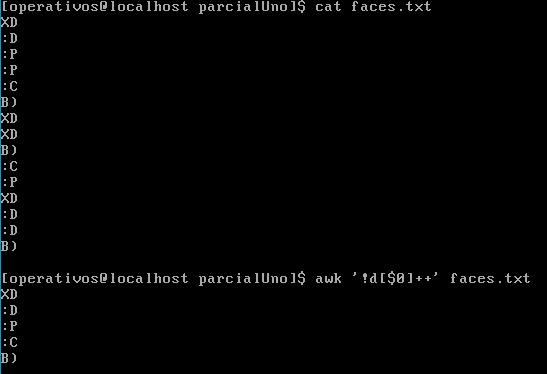 [operativos@localhost parcialUno]$ cat faces.txt
XD
:D
:P
:P
:C
B)
XD
XD
B)
:C
:P
XD
:D
:D
B)
[operativos@localhost parcialUno]$ awk '!d[$0]++' faces.txt
XD
:D
:P
:C
B)